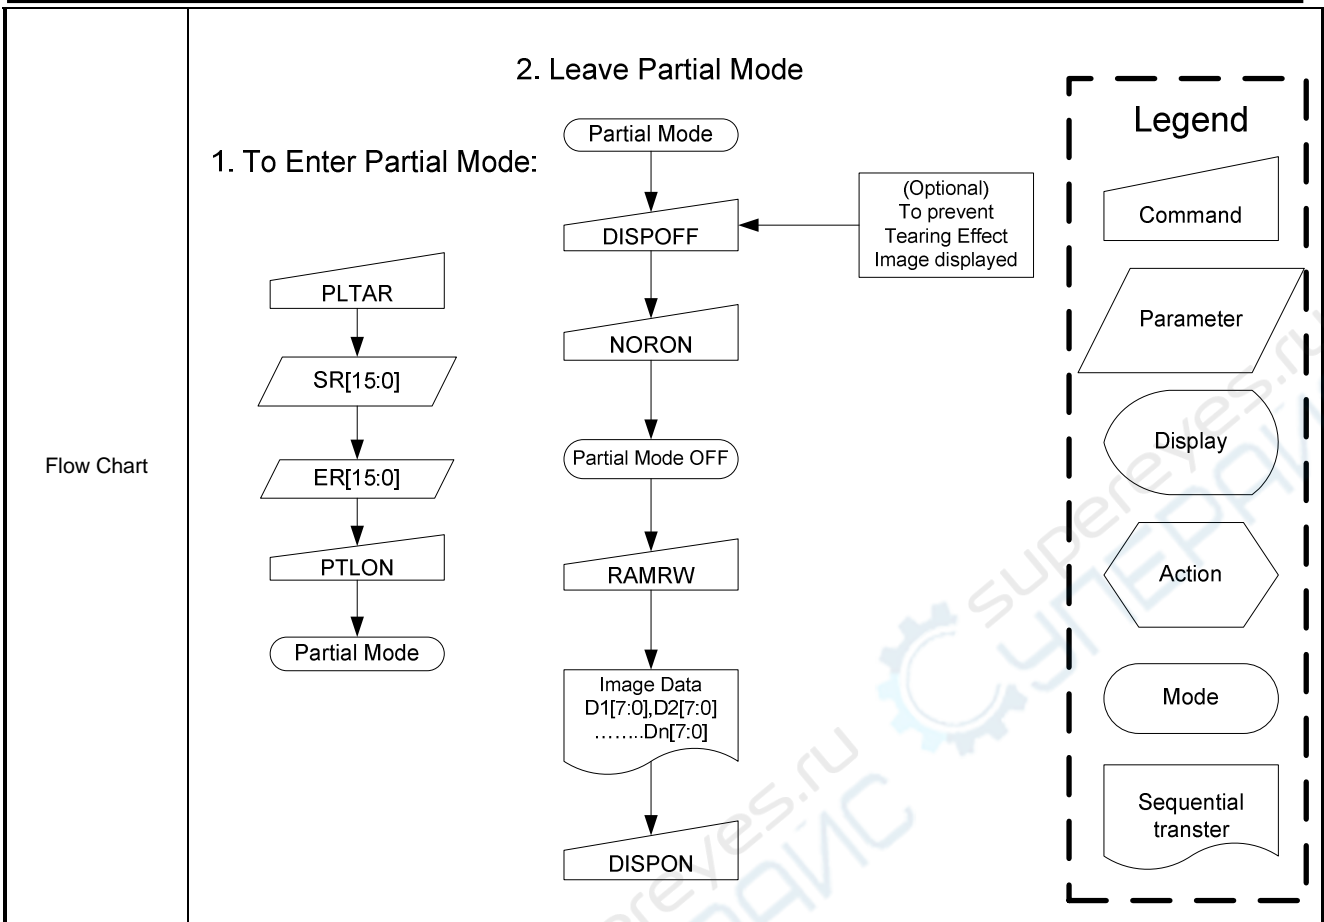 Flow Chart
2. Leave Partial Mode
1. To Enter Partial Mode:
PLTAR
SR[15:0]
ER[15:0]
PTLON
Partial Mode
Partial Mode
DISPOFF
(Optional)
To prevent
Tearing Effect
Image displayed
NORON
Partial Mode OFF
RAMRW
Image Data
D1[7:0],D2[7:0]
……..Dn[7:0]
DISPON
Legend
Command
Parameter
Display
Action
Mode
Sequential
transter
supereyes.ru